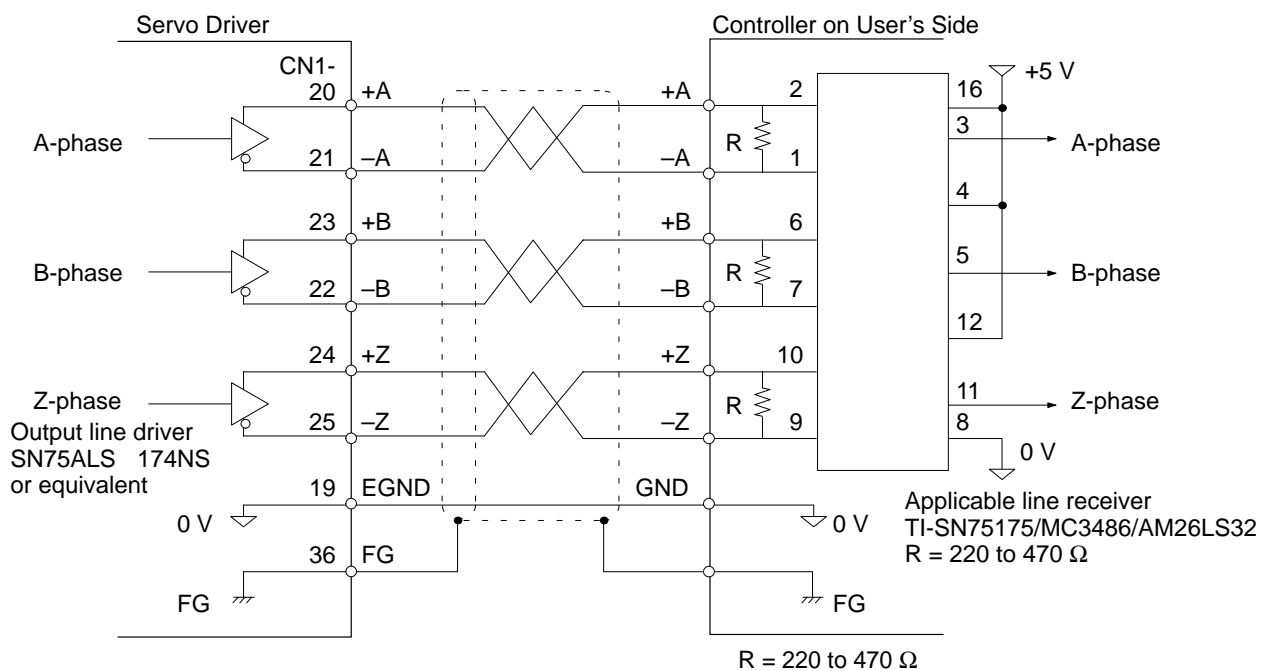 Servo Driver
Controller on User's Side
CN1-
+5 V
20 +A +A 2 16
A-phase R 3 A-phase
21 –A –A 1
4
23 +B +B 6
B-phase R 5 B-phase
22 –B –B 7
12
24 +Z +Z 10
Z-phase R 11 Z-phase
25 –Z –Z 9 8
0 V
Output line driver
SN75ALS 174NS
or equivalent
19 EGND GND
0 V 0 V
Applicable line receiver
TI-SN75175/MC3486/AM26LS32
R = 220 to 470 Ω
36 FG
FG FG
R = 220 to 470 Ω